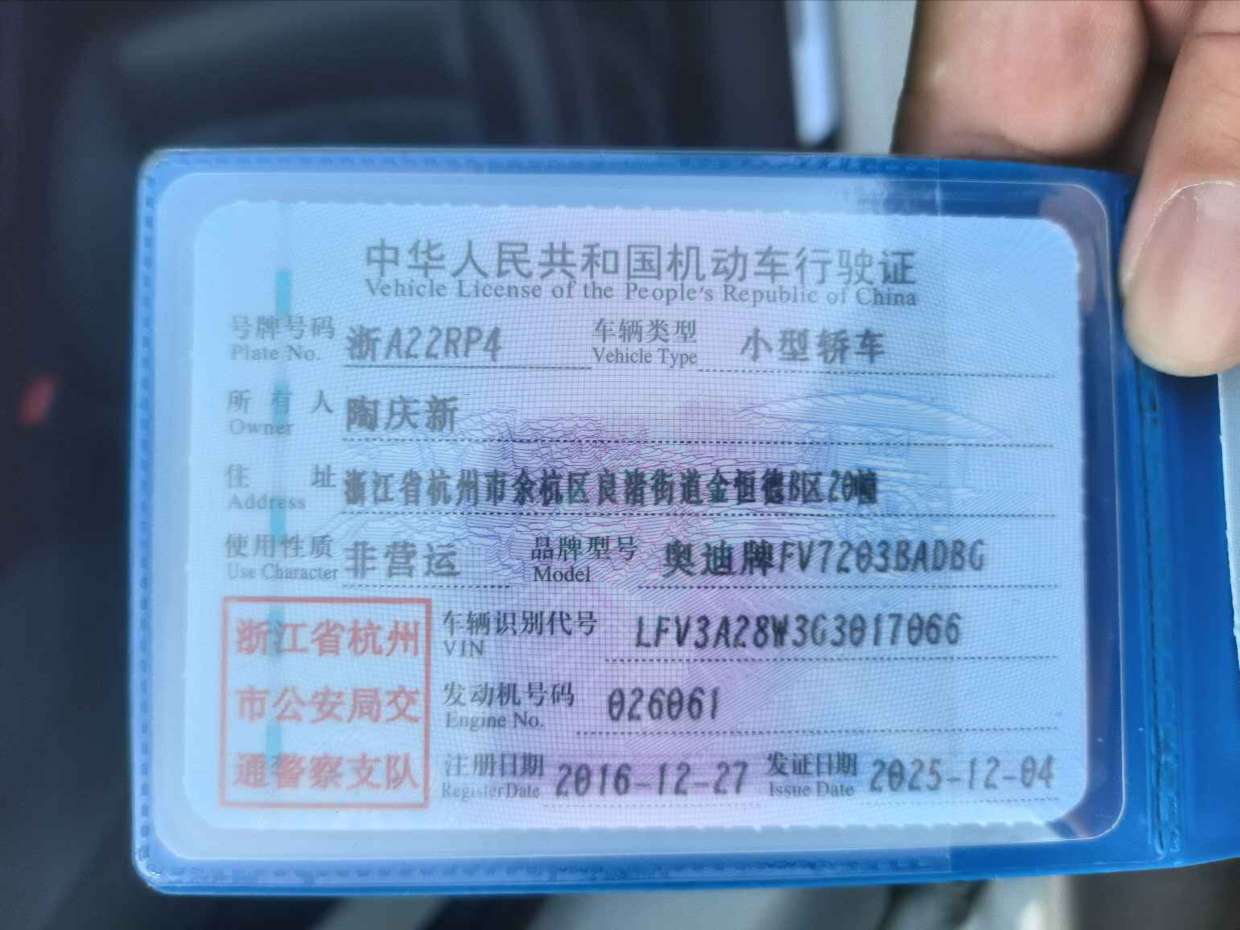 中华人民共和国机动车行驶证
Vehicle License of the People's Republic of China
号牌号码 浙A22RP4 车辆类型 小型轿车
Plate No. Vehicle Type
所有人 陶庆新
Owner
住址 浙江省杭州市余杭区良渚街道金恒德B区20幢
Address
使用性质 非营运 品牌型号 奥迪牌FV7203BADBG
Use Character Model
浙江省杭州 车辆识别代号 LFV3A28W3G3017066
VIN
市公安局交 发动机号码 026061
Engine No.
通警察支队 注册日期 2016-12-27 发证日期 2025-12-04
Register Date Issue Date